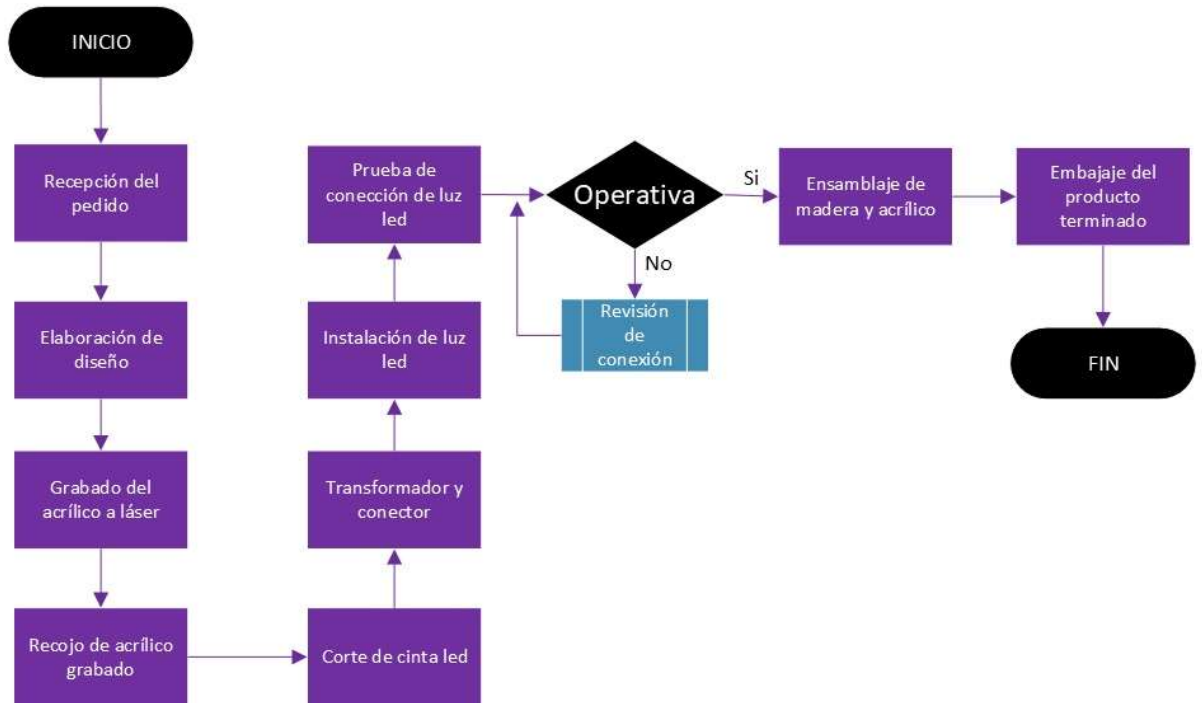 INICIO
Recepción del
pedido
Elaboración de
diseño
Grabado del
acrílico a láser
Recojo de acrílico
grabado
Corte de cinta led
Transformador y
conector
Instalación de luz
led
Prueba de
conección de luz
led
Operativa
Si
No
Revisión
de
conexión
Ensamblaje de
madera y acrílico
Embajaje del
producto
terminado
FIN